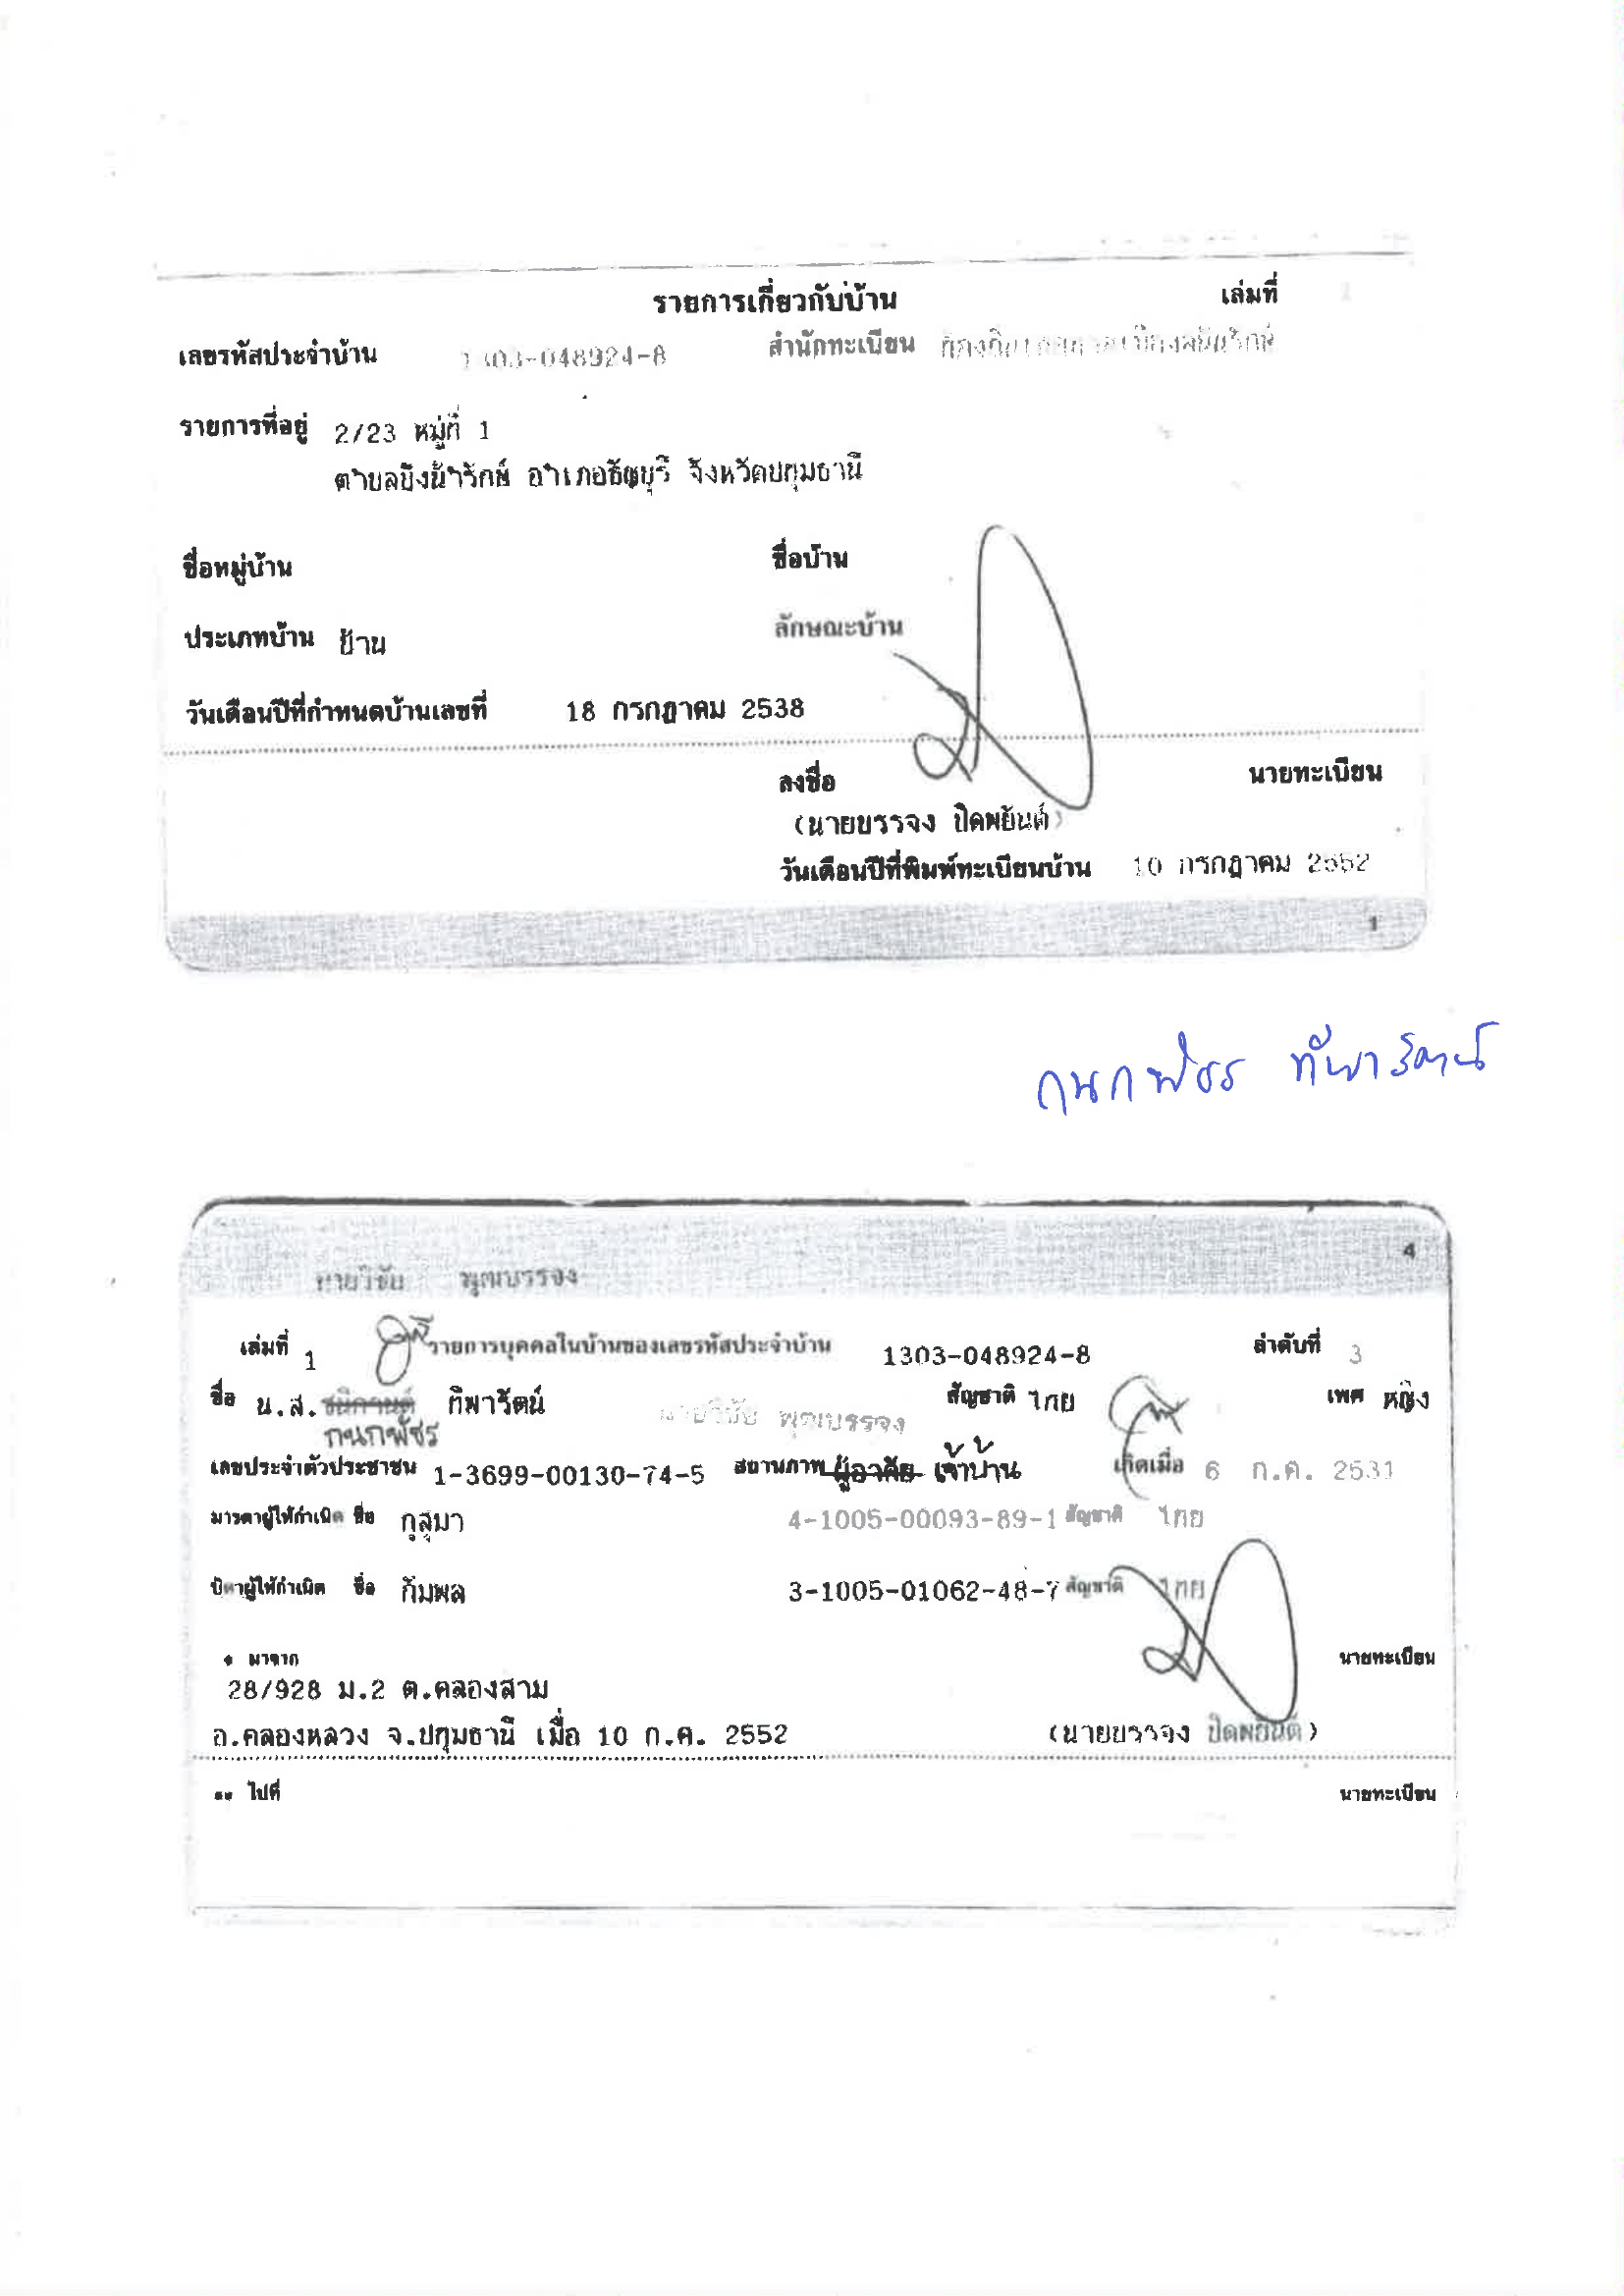 รายการเกี่ยวกับบ้าน เล่มที่ 1
เลขรหัสประจำบ้าน 1303-048924-8 สำนักทะเบียน
รายการที่อยู่ 2/23 หมู่ที่ 1
ตำบลบึงน้ำรักษ์ อำเภอธัญบุรี จังหวัดปทุมธานี
ชื่อหมู่บ้าน ชื่อบ้าน
ประเภทบ้าน บ้าน ลักษณะบ้าน
วันเดือนปีที่กำหนดบ้านเลขที่ 18 กรกฎาคม 2538
ลงชื่อ นายทะเบียน
(นายบรรจง ปิดพยันต์)
วันเดือนปีที่พิมพ์ทะเบียนบ้าน 10 กรกฎาคม 2552
1
กนกพัชร ทิพารัตน์
4
นายวิชัย พุฒบรรจง
เล่มที่ 1 รายการบุคคลในบ้านของเลขรหัสประจำบ้าน 1303-048924-8 ลำดับที่ 3
ชื่อ น.ส. ทิพารัตน์ นายวิชัย พุฒบรรจง สัญชาติ ไทย เพศ หญิง
กนกพัชร
เลขประจำตัวประชาชน 1-3699-00130-74-5 สถานภาพ ผู้อาศัย เจ้าบ้าน เกิดเมื่อ 6 ก.ค. 2531
มารดาผู้ให้กำเนิด ชื่อ กุสุมา 4-1005-00093-89-1 สัญชาติ ไทย
บิดาผู้ให้กำเนิด ชื่อ ทิมพล 3-1005-01062-48-7 สัญชาติ ไทย
* มาจาก นายทะเบียน
28/928 ม.2 ต.คลองสาม
อ.คลองหลวง จ.ปทุมธานี เมื่อ 10 ก.ค. 2552 (นายบรรจง ปิดพยันต์)
** ไปที่ นายทะเบียน